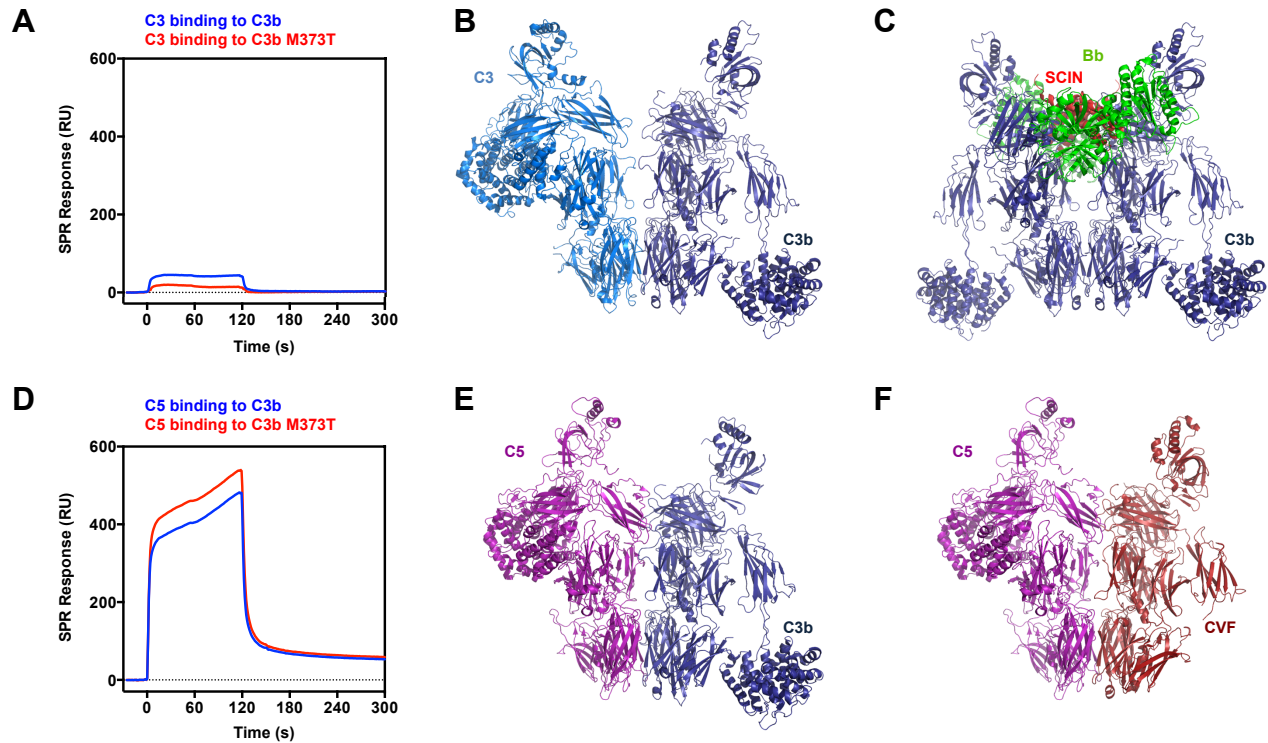 A
C3 binding to C3b
C3 binding to C3b M373T
SPR Response (RU)
600
400
200
0
0 60 120 180 240 300
Time (s)
B
C3
C3b
C
Bb
SCIN
C3b
D
C5 binding to C3b
C5 binding to C3b M373T
SPR Response (RU)
600
400
200
0
0 60 120 180 240 300
Time (s)
E
C5
C3b
F
C5
CVF